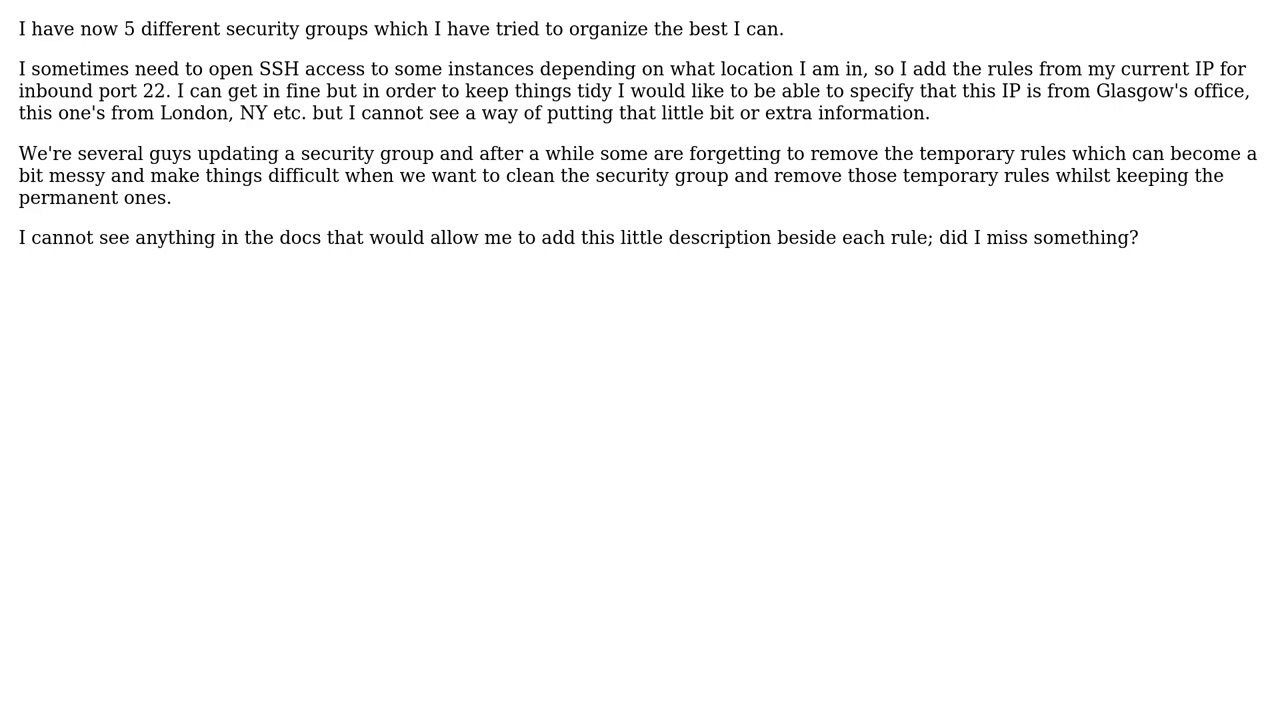 I have now 5 different security groups which I have tried to organize the best I can.
I sometimes need to open SSH access to some instances depending on what location I am in, so I add the rules from my current IP for
inbound port 22. I can get in fine but in order to keep things tidy I would like to be able to specify that this IP is from Glasgow's office,
this one's from London, NY etc. but I cannot see a way of putting that little bit or extra information.
We're several guys updating a security group and after a while some are forgetting to remove the temporary rules which can become a
bit messy and make things difficult when we want to clean the security group and remove those temporary rules whilst keeping the
permanent ones.
I cannot see anything in the docs that would allow me to add this little description beside each rule; did I miss something?